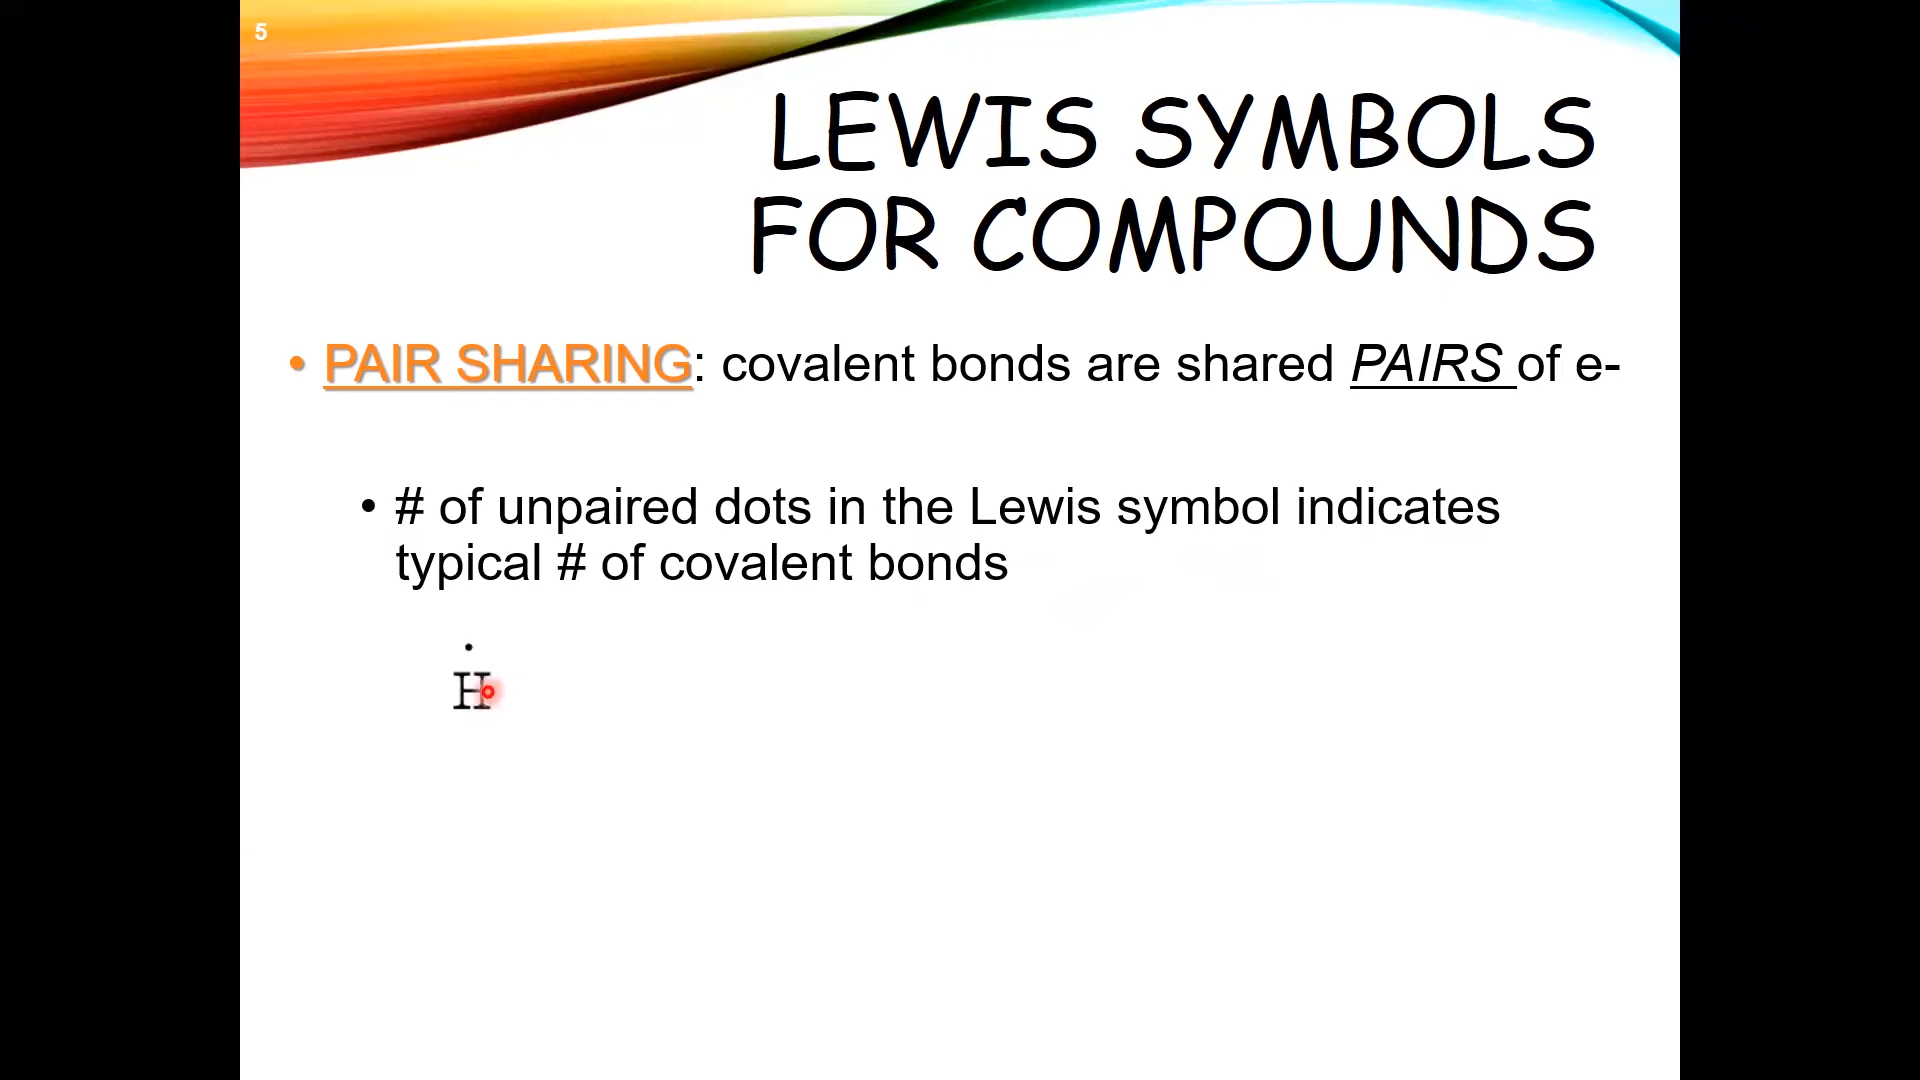 5
LEWIS SYMBOLS
FOR COMPOUNDS
• PAIR SHARING: covalent bonds are shared PAIRS of e-
• # of unpaired dots in the Lewis symbol indicates
typical # of covalent bonds
H